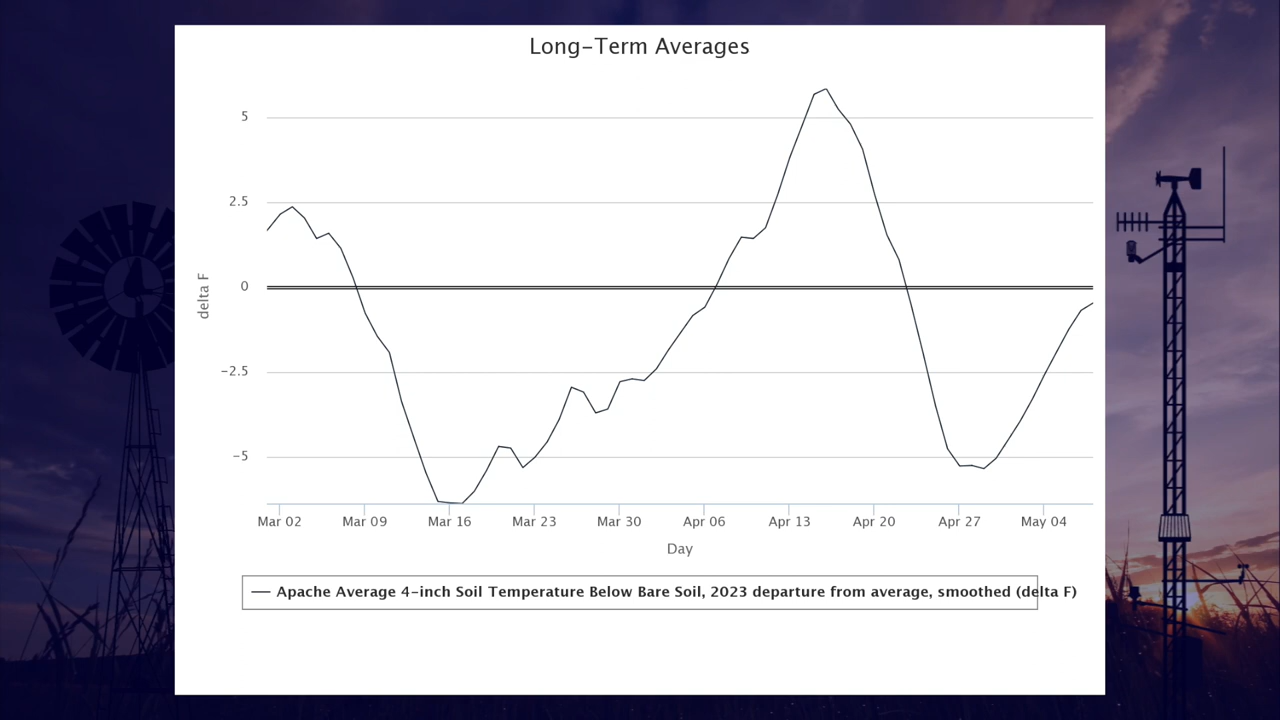 Long-Term Averages
5
2.5
0
-2.5
-5
delta F
Mar 02 Mar 09 Mar 16 Mar 23 Mar 30 Apr 06 Apr 13 Apr 20 Apr 27 May 04
Day
Apache Average 4-inch Soil Temperature Below Bare Soil, 2023 departure from average, smoothed (delta F)